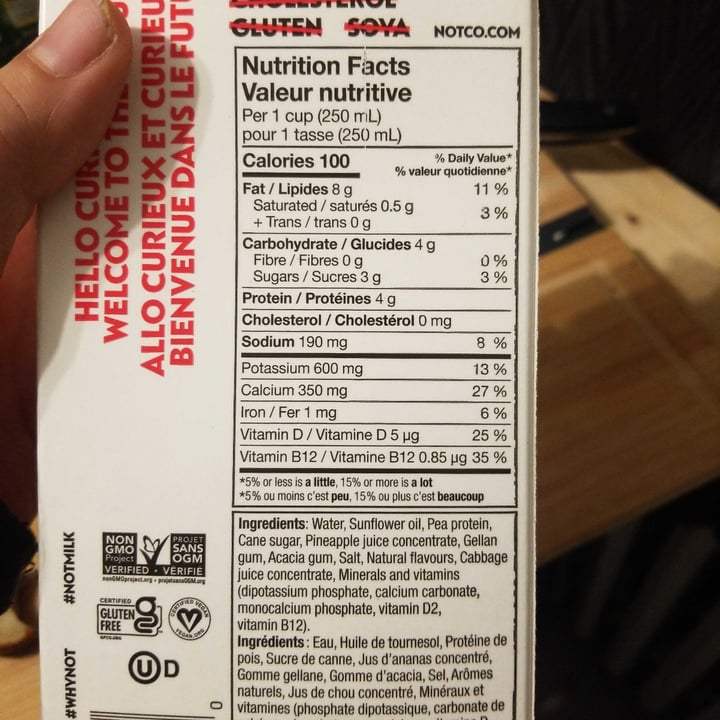 GLUTEN SOYA NOTCO.COM
Nutrition Facts
Valeur nutritive
Per 1 cup (250 mL)
pour 1 tasse (250 mL)
Calories 100
% Daily Value*
% valeur quotidienne*
Fat / Lipides 8 g 11 %
Saturated / saturés 0.5 g
+ Trans / trans 0 g
3 %
Carbohydrate / Glucides 4 g
Fibre / Fibres 0 g 0 %
Sugars / Sucres 3 g 3 %
Protein / Protéines 4 g
Cholesterol / Cholestérol 0 mg
Sodium 190 mg 8 %
Potassium 600 mg 13 %
Calcium 350 mg 27 %
Iron / Fer 1 mg 6 %
Vitamin D / Vitamine D 5 µg 25 %
Vitamin B12 / Vitamine B12 0.85 µg 35 %
*5% or less is a little, 15% or more is a lot
*5% ou moins c'est peu, 15% ou plus c'est beaucoup
Ingredients: Water, Sunflower oil, Pea protein,
Cane sugar, Pineapple juice concentrate, Gellan
gum, Acacia gum, Salt, Natural flavours, Cabbage
juice concentrate, Minerals and vitamins
(dipotassium phosphate, calcium carbonate,
monocalcium phosphate, vitamin D2,
vitamin B12).
Ingrédients : Eau, Huile de tournesol, Protéine de
pois, Sucre de canne, Jus d'ananas concentré,
Gomme gellane, Gomme d'acacia, Sel, Arômes
naturels, Jus de chou concentré, Minéraux et
vitamines (phosphate dipotassique, carbonate de
HELLO
WELCOME TO
ALLO CURIEUX ET
BIENVENUE DANS LE
#NOTMILK
#WHYNOT
NON
GMO
Project
VERIFIED
nonGMOproject.org
PROJET
SANS
OGM
VÉRIFIÉ
projetsansOGM.org
CERTIFIED
GLUTEN
FREE
GFCO.ORG
CERTIFIED VEGAN
VEGAN.ORG
U D
0